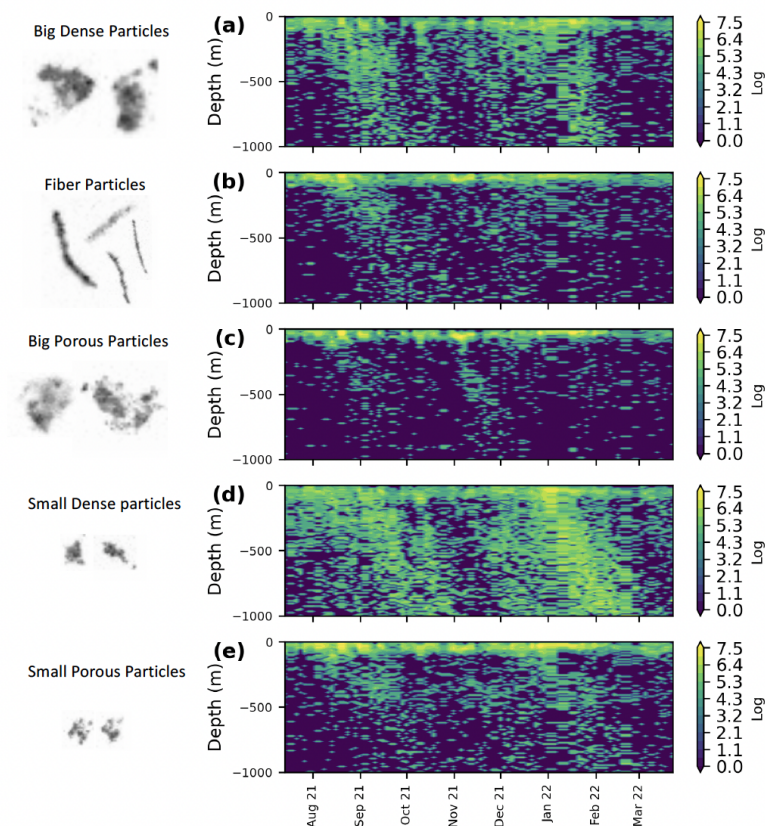 Big Dense Particles
(a)
Depth (m)
0
−500
−1000
7.5
6.4
5.3
4.3
3.2
2.1
1.1
0.0
Log
Fiber Particles
(b)
Depth (m)
0
−500
−1000
7.5
6.4
5.3
4.3
3.2
2.1
1.1
0.0
Log
Big Porous Particles
(c)
Depth (m)
0
−500
−1000
7.5
6.4
5.3
4.3
3.2
2.1
1.1
0.0
Log
Small Dense particles
(d)
Depth (m)
0
−500
−1000
7.5
6.4
5.3
4.3
3.2
2.1
1.1
0.0
Log
Small Porous Particles
(e)
Depth (m)
0
−500
−1000
7.5
6.4
5.3
4.3
3.2
2.1
1.1
0.0
Log
Aug 21
Sep 21
Oct 21
Nov 21
Dec 21
Jan 22
Feb 22
Mar 22